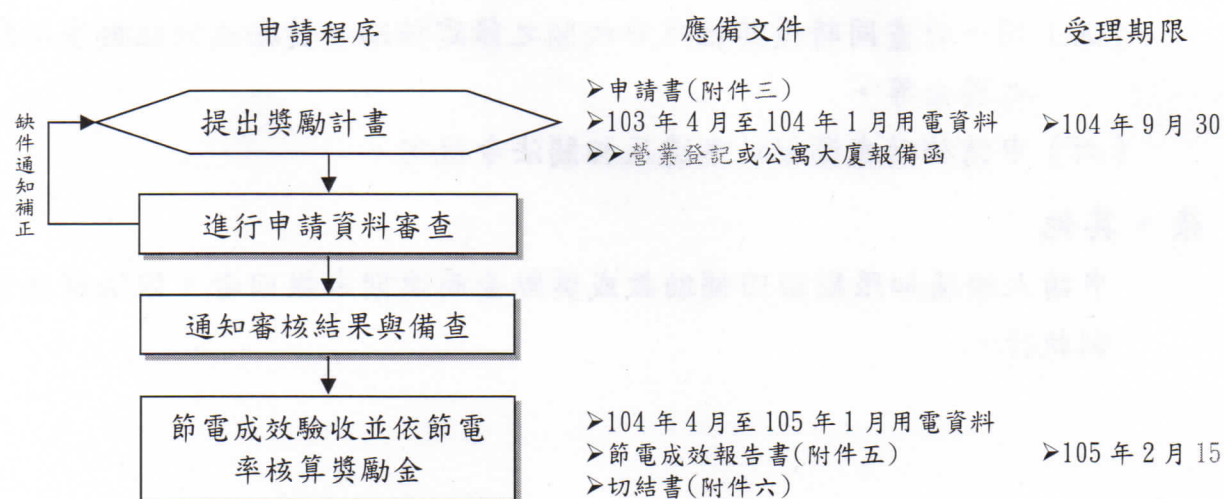 申請程序 應備文件 受理期限
➢申請書(附件三)
提出獎勵計畫 ➢103年4月至104年1月用電資料 ➢104年9月30
➢營業登記或公寓大廈報備函
缺件通知補正
進行申請資料審查
通知審核結果與備查
節電成效驗收並依節電
率核算獎勵金
➢104年4月至105年1月用電資料
➢節電成效報告書(附件五) ➢105年2月15
➢切結書(附件六)